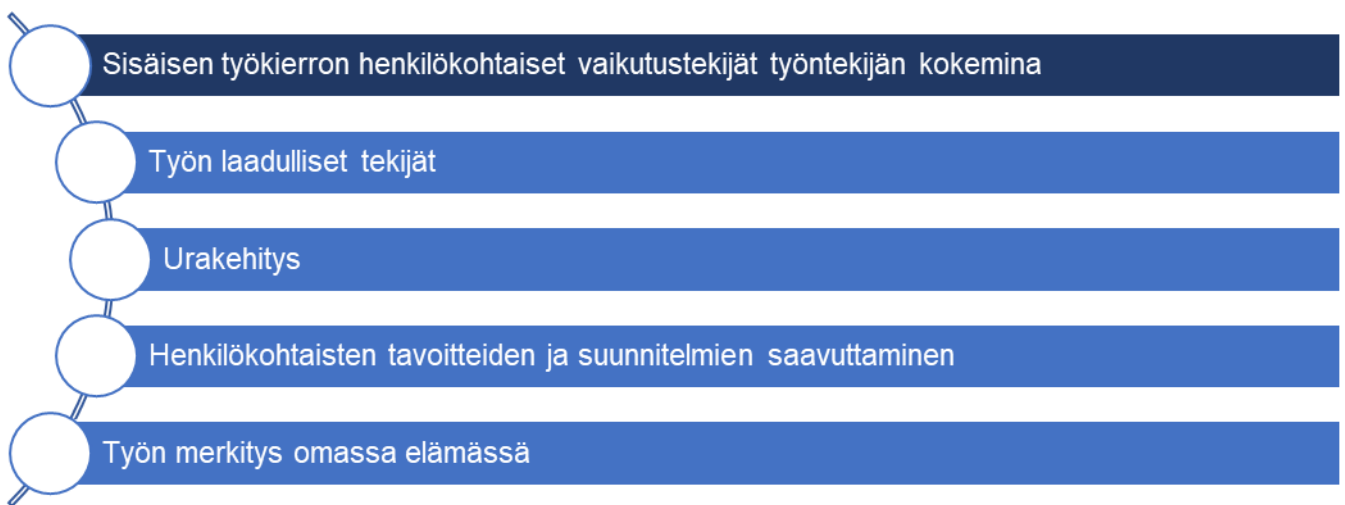 Sisäisen työkierron henkilökohtaiset vaikutustekijät työntekijän kokemina
Työn laadulliset tekijät
Urakehitys
Henkilökohtaisten tavoitteiden ja suunnitelmien saavuttaminen
Työn merkitys omassa elämässä